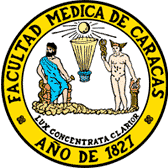 FACULTAD MEDICA DE CARACAS
LUX CONCENTRATA CLARIOR
AÑO DE 1827